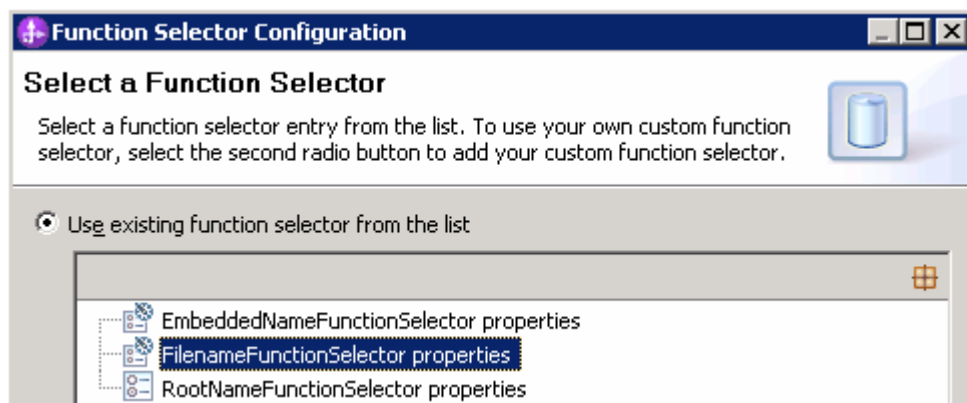 Function Selector Configuration
Select a Function Selector
Select a function selector entry from the list. To use your own custom function
selector, select the second radio button to add your custom function selector.
Use existing function selector from the list
EmbeddedNameFunctionSelector properties
FilenameFunctionSelector properties
RootNameFunctionSelector properties